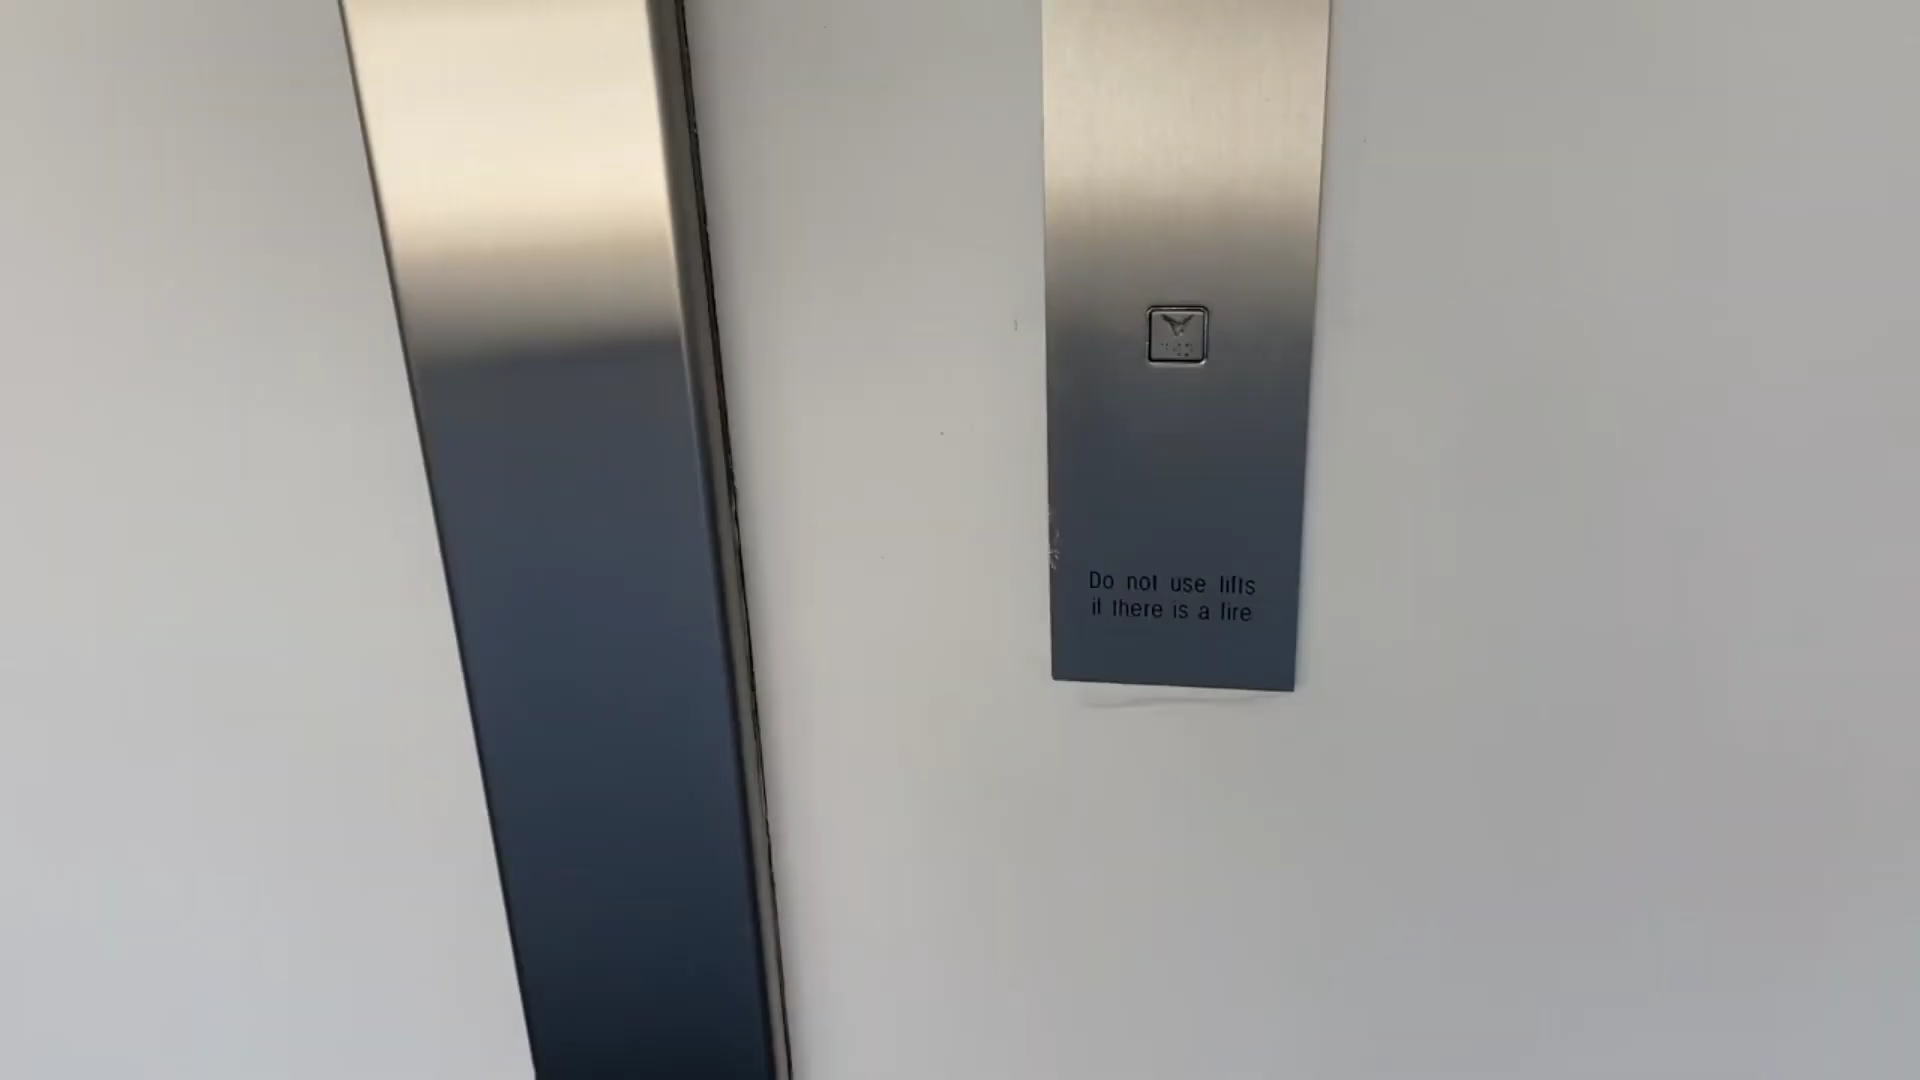 Do not use lifts
if there is a fire